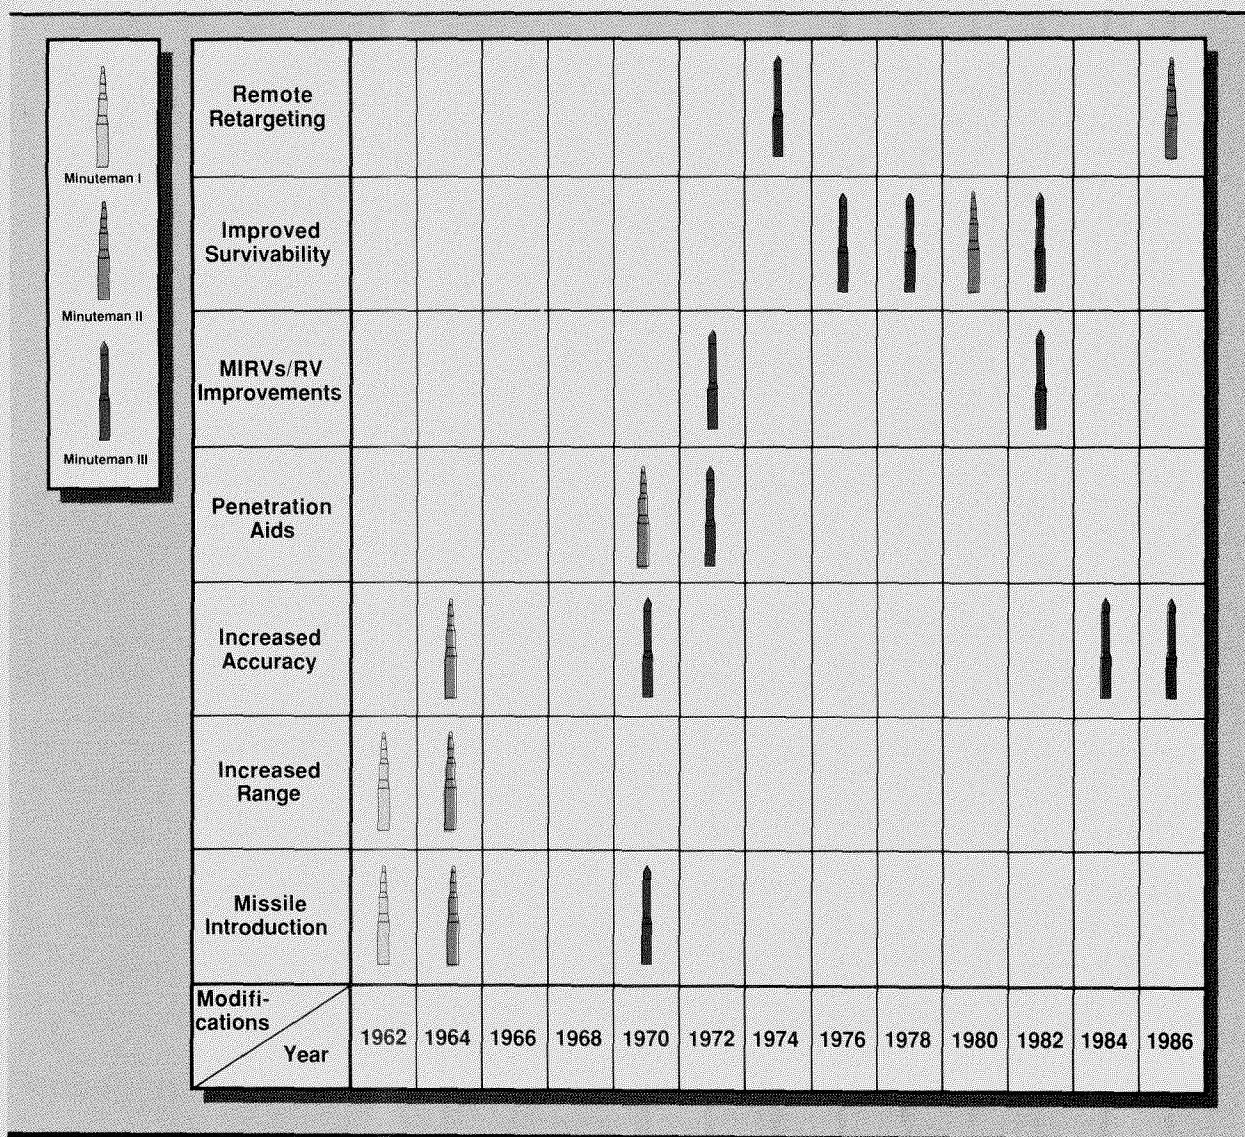 Minuteman I
Minuteman II
Minuteman III
Remote
Retargeting
Improved
Survivability
MIRVs/RV
Improvements
Penetration
Aids
Increased
Accuracy
Increased
Range
Missile
Introduction
Modifi-
cations
Year
1962 1964 1966 1968 1970 1972 1974 1976 1978 1980 1982 1984 1986